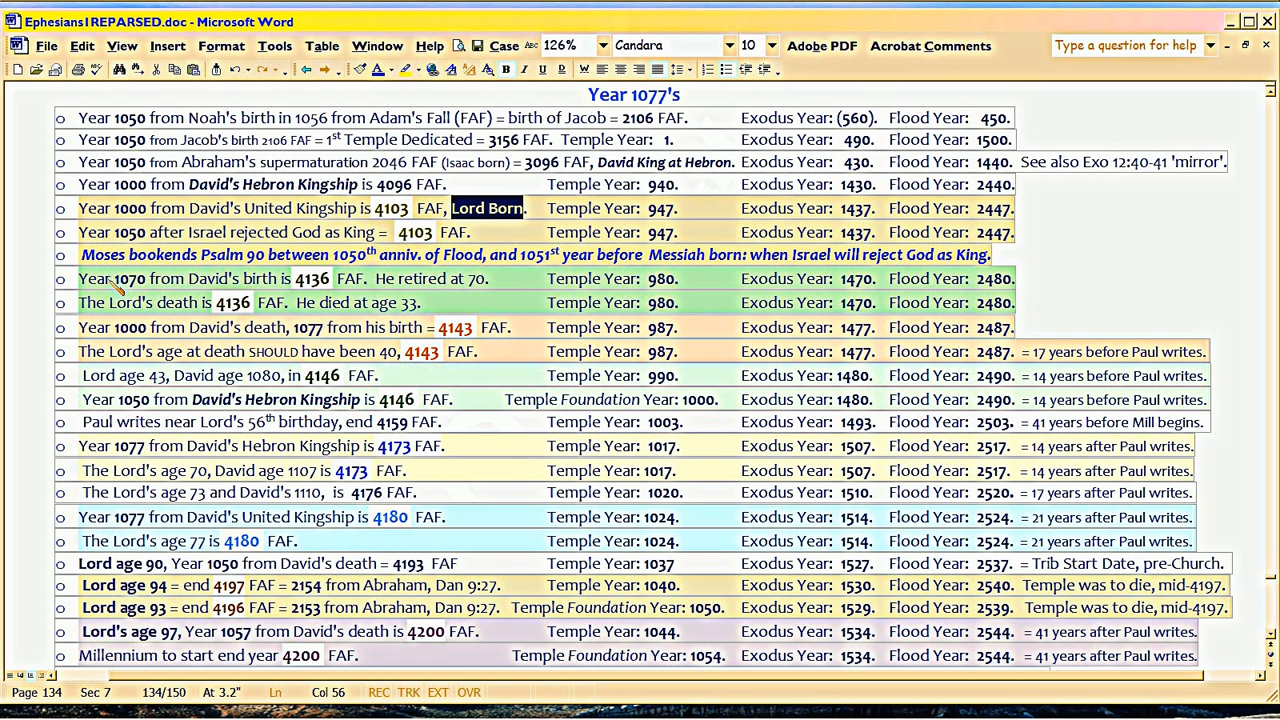 Ephesians1REPARSED.doc - Microsoft Word
File Edit View Insert Format Tools Table Window Help Case 126% Candara 10 Adobe PDF Acrobat Comments Type a question for help
Year 1077's
o Year 1050 from Noah's birth in 1056 from Adam's Fall (FAF) = birth of Jacob = 2106 FAF. Exodus Year: (560). Flood Year: 450.
o Year 1050 from Jacob's birth 2106 FAF = 1st Temple Dedicated = 3156 FAF. Temple Year: 1. Exodus Year: 490. Flood Year: 1500.
o Year 1050 from Abraham's supermaturation 2046 FAF (Isaac born) = 3096 FAF, David King at Hebron. Exodus Year: 430. Flood Year: 1440. See also Exo 12:40-41 'mirror'.
o Year 1000 from David's Hebron Kingship is 4096 FAF. Temple Year: 940. Exodus Year: 1430. Flood Year: 2440.
o Year 1000 from David's United Kingship is 4103 FAF, Lord Born. Temple Year: 947. Exodus Year: 1437. Flood Year: 2447.
o Year 1050 after Israel rejected God as King = 4103 FAF. Temple Year: 947. Exodus Year: 1437. Flood Year: 2447.
o Moses bookends Psalm 90 between 1050th anniv. of Flood, and 1051st year before Messiah born: when Israel will reject God as King.
o Year 1070 from David's birth is 4136 FAF. He retired at 70. Temple Year: 980. Exodus Year: 1470. Flood Year: 2480.
o The Lord's death is 4136 FAF. He died at age 33. Temple Year: 980. Exodus Year: 1470. Flood Year: 2480.
o Year 1000 from David's death, 1077 from his birth = 4143 FAF. Temple Year: 987. Exodus Year: 1477. Flood Year: 2487.
o The Lord's age at death SHOULD have been 40, 4143 FAF. Temple Year: 987. Exodus Year: 1477. Flood Year: 2487. = 17 years before Paul writes.
o Lord age 43, David age 1080, in 4146 FAF. Temple Year: 990. Exodus Year: 1480. Flood Year: 2490. = 14 years before Paul writes.
o Year 1050 from David's Hebron Kingship is 4146 FAF. Temple Foundation Year: 1000. Exodus Year: 1480. Flood Year: 2490. = 14 years before Paul writes.
o Paul writes near Lord's 56th birthday, end 4159 FAF. Temple Year: 1003. Exodus Year: 1493. Flood Year: 2503. = 41 years before Mill begins.
o Year 1077 from David's Hebron Kingship is 4173 FAF. Temple Year: 1017. Exodus Year: 1507. Flood Year: 2517. = 14 years after Paul writes.
o The Lord's age 70, David age 1107 is 4173 FAF. Temple Year: 1017. Exodus Year: 1507. Flood Year: 2517. = 14 years after Paul writes.
o The Lord's age 73 and David's 1110, is 4176 FAF. Temple Year: 1020. Exodus Year: 1510. Flood Year: 2520. = 17 years after Paul writes.
o Year 1077 from David's United Kingship is 4180 FAF. Temple Year: 1024. Exodus Year: 1514. Flood Year: 2524. = 21 years after Paul writes.
o The Lord's age 77 is 4180 FAF. Temple Year: 1024. Exodus Year: 1514. Flood Year: 2524. = 21 years after Paul writes.
o Lord age 90, Year 1050 from David's death = 4193 FAF Temple Year: 1037 Exodus Year: 1527. Flood Year: 2537. = Trib Start Date, pre-Church.
o Lord age 94 = end 4197 FAF = 2154 from Abraham, Dan 9:27. Temple Year: 1040. Exodus Year: 1530. Flood Year: 2540. Temple was to die, mid-4197.
o Lord age 93 = end 4196 FAF = 2153 from Abraham, Dan 9:27. Temple Foundation Year: 1050. Exodus Year: 1529. Flood Year: 2539. Temple was to die, mid-4197.
o Lord's age 97, Year 1057 from David's death is 4200 FAF. Temple Year: 1044. Exodus Year: 1534. Flood Year: 2544. = 41 years after Paul writes.
o Millennium to start end year 4200 FAF. Temple Foundation Year: 1054. Exodus Year: 1534. Flood Year: 2544. = 41 years after Paul writes.
Page 134 Sec 7 134/150 At 3.2" Ln Col 56 REC TRK EXT OVR